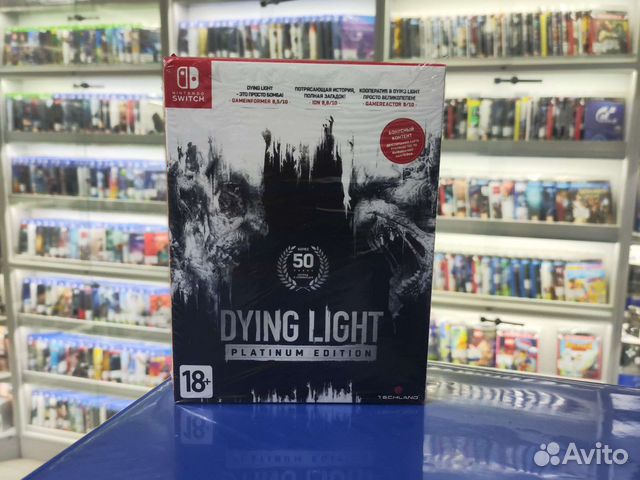 NINTENDO
SWITCH
DYING LIGHT
- ЭТО ПРОСТО БОМБА!
- GAMEINFORMER 8,5/10
ПОТРЯСАЮЩАЯ ИСТОРИЯ,
ПОЛНАЯ ЗАГАДОК!
- IGN 9,0/10
КООПЕРАТИВ В DYING LIGHT
ПРОСТО ВЕЛИКОЛЕПЕН!
- GAMEREACTOR 8/10
БОНУСНЫЙ
КОНТЕНТ
БОЛЕЕ
50
DYING LIGHT
PLATINUM EDITION
18+
TECHLAND
Avito